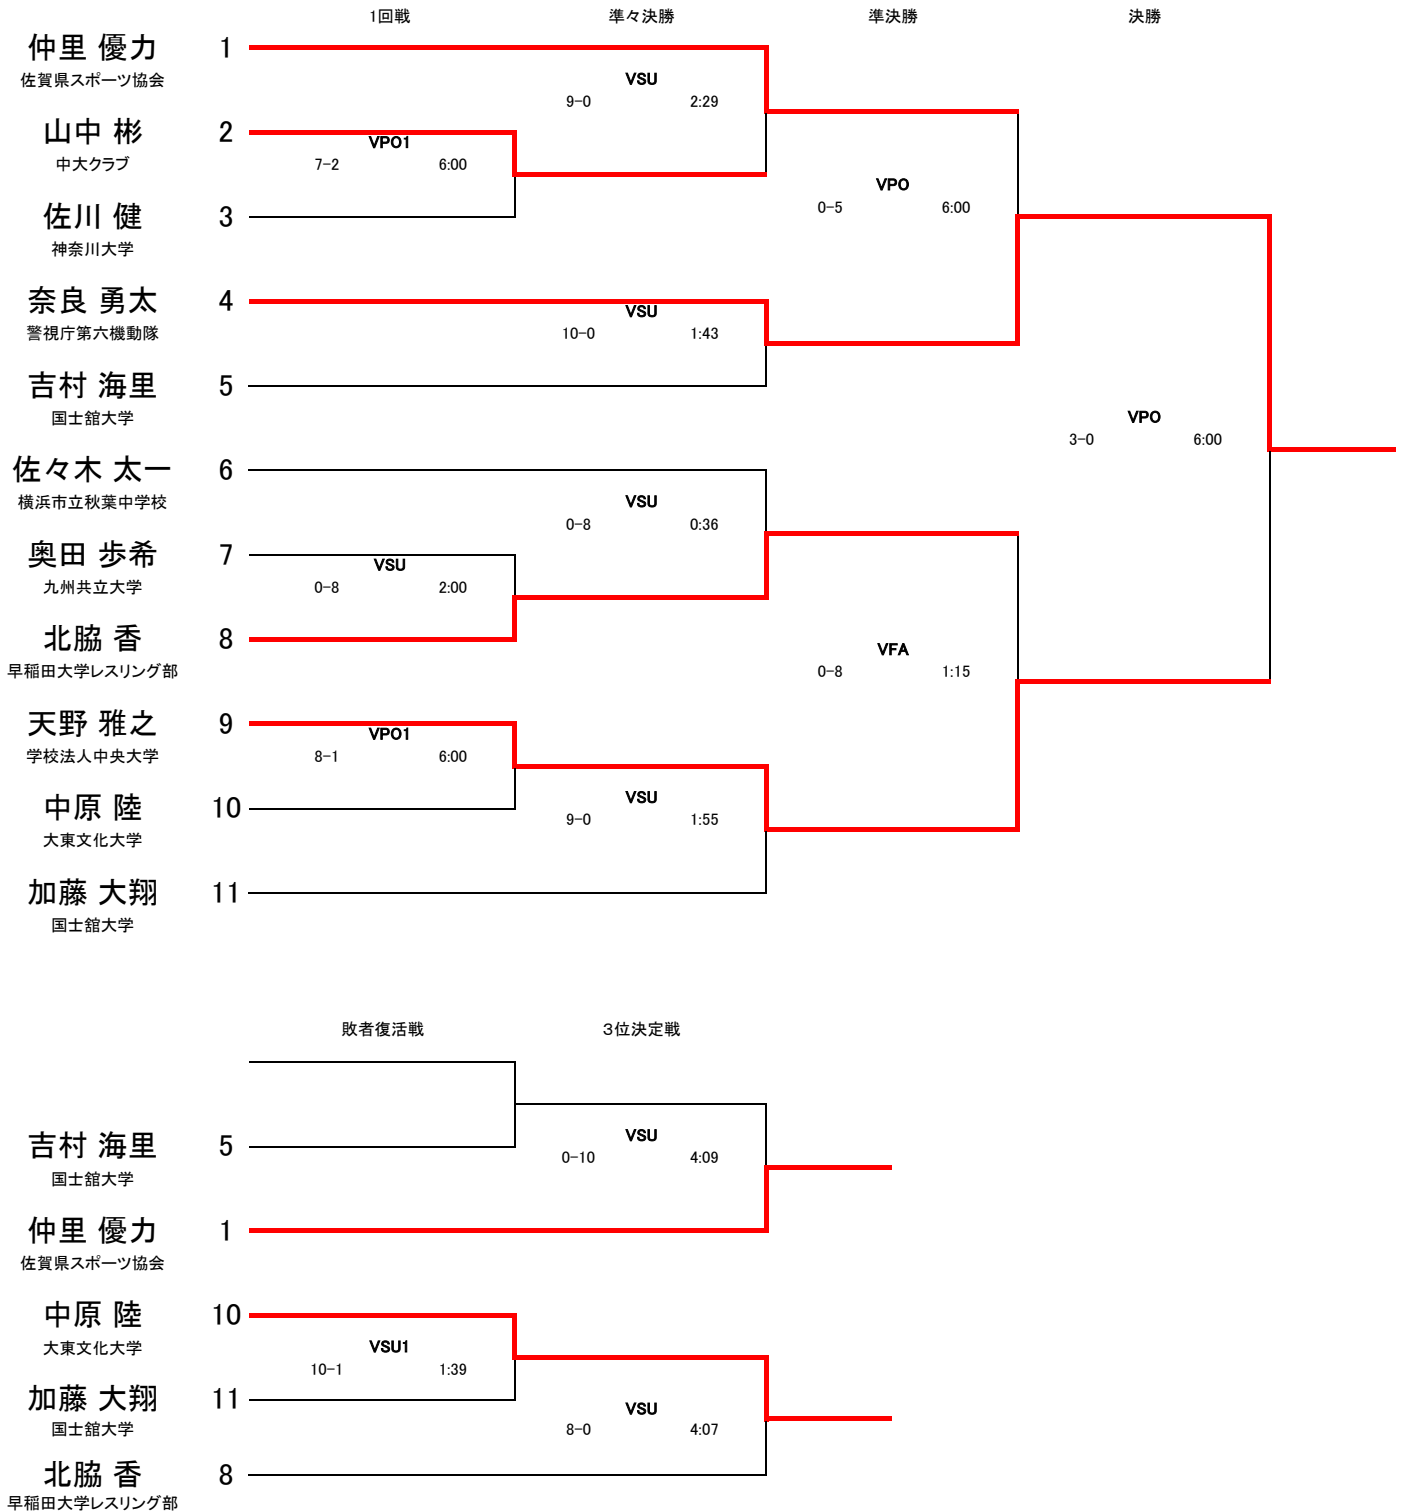 1回戦 準々決勝 準決勝 決勝
仲里 優力 1
佐賀県スポーツ協会
VSU
9-0 2:29
山中 彬 2
中大クラブ
VPO1
7-2 6:00
佐川 健 3
神奈川大学
VPO
0-5 6:00
奈良 勇太 4
警視庁第六機動隊
VSU
10-0 1:43
吉村 海里 5
国士舘大学
VPO
3-0 6:00
佐々木 太一 6
横浜市立秋葉中学校
VSU
0-8 0:36
奥田 歩希 7
九州共立大学
VSU
0-8 2:00
北脇 香 8
早稲田大学レスリング部
VFA
0-8 1:15
天野 雅之 9
学校法人中央大学
VPO1
8-1 6:00
中原 陸 10
大東文化大学
VSU
9-0 1:55
加藤 大翔 11
国士舘大学
敗者復活戦 3位決定戦
吉村 海里 5
国士舘大学
VSU
0-10 4:09
仲里 優力 1
佐賀県スポーツ協会
中原 陸 10
大東文化大学
VSU1
10-1 1:39
加藤 大翔 11
国士舘大学
VSU
8-0 4:07
北脇 香 8
早稲田大学レスリング部